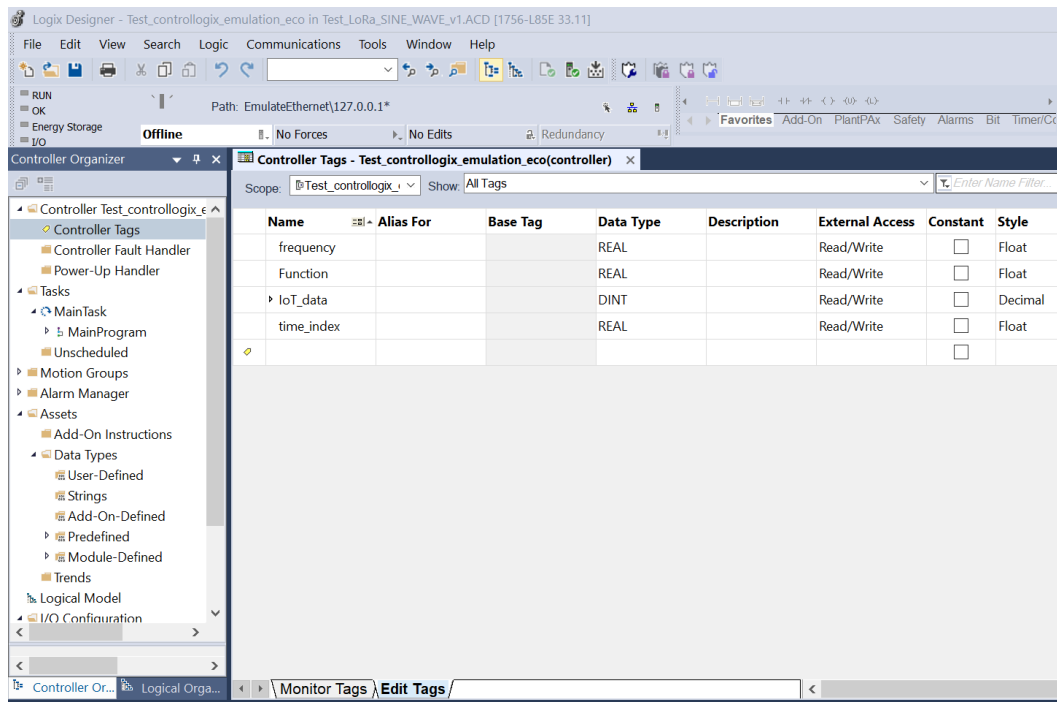 Logix Designer - Test_controllogix_emulation_eco in Test_LoRa_SINE_WAVE_v1.ACD [1756-L85E 33.11]
File Edit View Search Logic Communications Tools Window Help
RUN
OK
Energy Storage
I/O
Path: EmulateEthernet\127.0.0.1*
Offline No Forces No Edits Redundancy
Favorites Add-On PlantPAx Safety Alarms Bit Timer/Co
Controller Organizer
Controller Tags - Test_controllogix_emulation_eco(controller)
Scope: Test_controllogix_ Show: All Tags Enter Name Filter...
Controller Test_controllogix_e
Controller Tags
Controller Fault Handler
Power-Up Handler
Tasks
MainTask
MainProgram
Unscheduled
Motion Groups
Alarm Manager
Assets
Add-On Instructions
Data Types
User-Defined
Strings
Add-On-Defined
Predefined
Module-Defined
Trends
Logical Model
I/O Configuration
Controller Or... Logical Orga...
Name Alias For Base Tag Data Type Description External Access Constant Style
frequency REAL Read/Write Float
Function REAL Read/Write Float
IoT_data DINT Read/Write Decimal
time_index REAL Read/Write Float
Monitor Tags Edit Tags